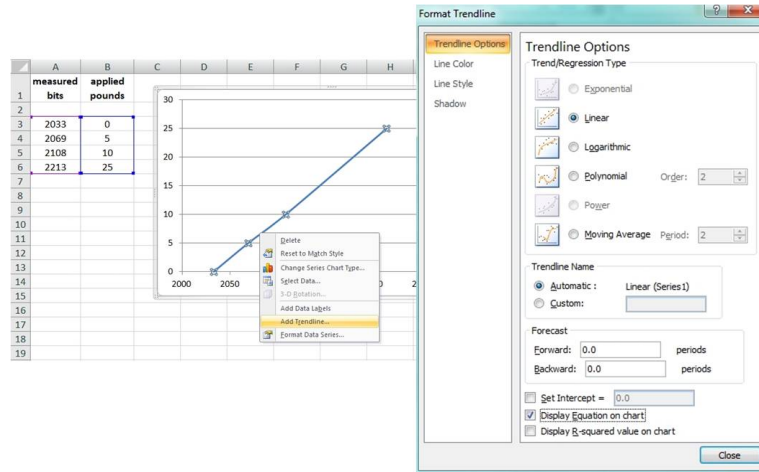 A B C D E F G H
measured applied
1 bits pounds
2
3 2033 0
4 2069 5
5 2108 10
6 2213 25
7
8
9
10
11
12
13
14
15
16
17
18
19
30
25
20
15
10
5
0
2000 2050
Delete
Reset to Match Style
Change Series Chart Type...
Select Data...
3-D Rotation...
Add Data Labels
Add Trendline...
Format Data Series...
Format Trendline
Trendline Options
Line Color
Line Style
Shadow
Trendline Options
Trend/Regression Type
Exponential
Linear
Logarithmic
Polynomial Order: 2
Power
Moving Average Period: 2
Trendline Name
Automatic : Linear (Series1)
Custom:
Forecast
Forward: 0.0 periods
Backward: 0.0 periods
Set Intercept = 0.0
Display Equation on chart
Display R-squared value on chart
Close